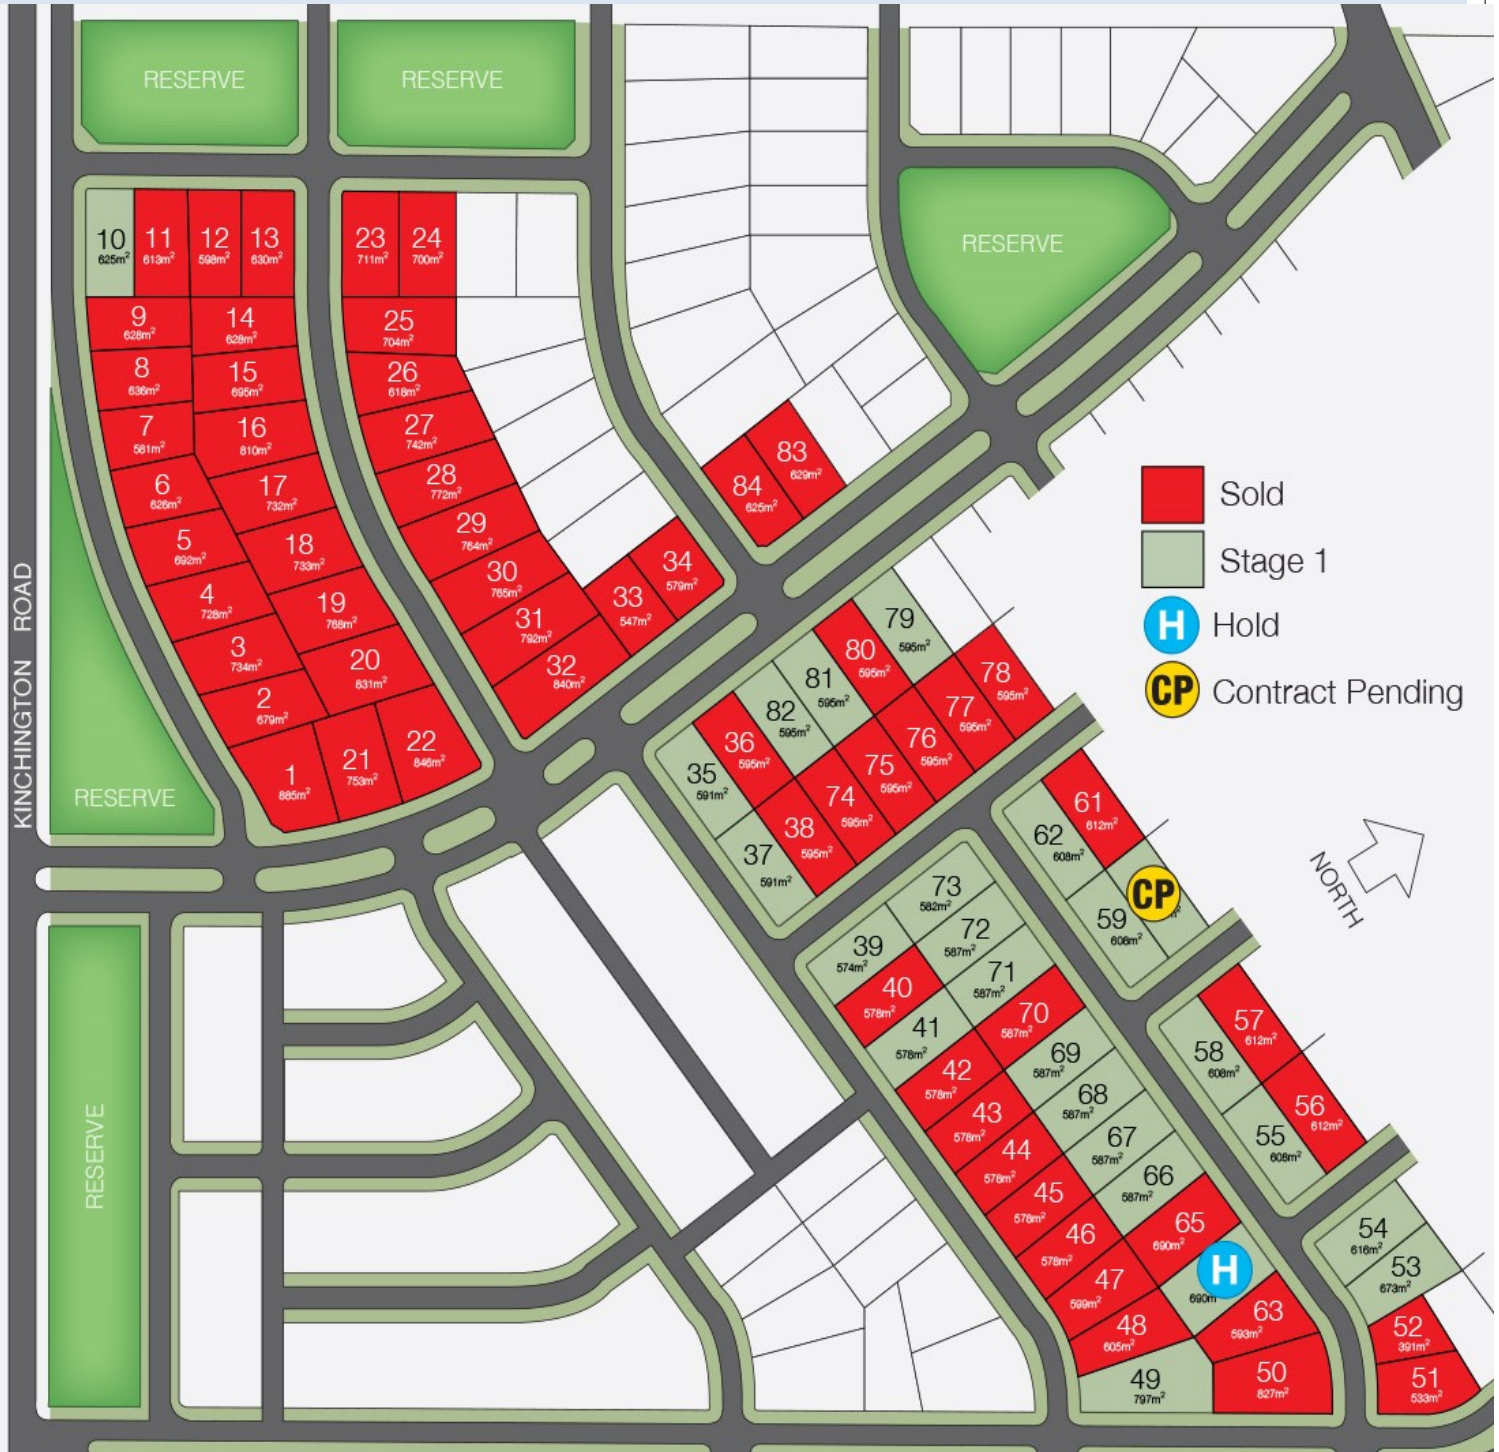 RESERVE
RESERVE
10
625m²
11
613m²
12
598m²
13
630m²
23
711m²
24
700m²
RESERVE
9
628m²
14
628m²
25
704m²
8
636m²
15
695m²
26
618m²
7
581m²
16
810m²
27
742m²
83
629m²
84
625m²
6
626m²
17
732m²
28
772m²
Sold
5
692m²
18
733m²
29
764m²
Stage 1
4
728m²
19
768m²
30
765m²
33
547m²
34
579m²
79
595m²
H Hold
3
734m²
20
831m²
31
792m²
80
595m²
78
595m²
2
679m²
32
840m²
81
595m²
77
595m²
CP Contract Pending
82
595m²
76
595m²
KINCHINGTON ROAD
RESERVE
1
885m²
21
753m²
22
846m²
35
591m²
36
595m²
75
595m²
74
595m²
38
595m²
37
591m²
61
612m²
62
608m²
CP
59
608m²
NORTH
73
582m²
72
587m²
39
574m²
71
587m²
40
578m²
70
587m²
41
578m²
57
612m²
58
608m²
69
587m²
42
578m²
68
587m²
43
578m²
56
612m²
55
608m²
67
587m²
44
578m²
66
587m²
45
578m²
RESERVE
65
690m²
46
578m²
54
616m²
53
673m²
H
690m
47
599m²
63
593m²
48
605m²
52
391m²
49
797m²
50
827m²
51
533m²